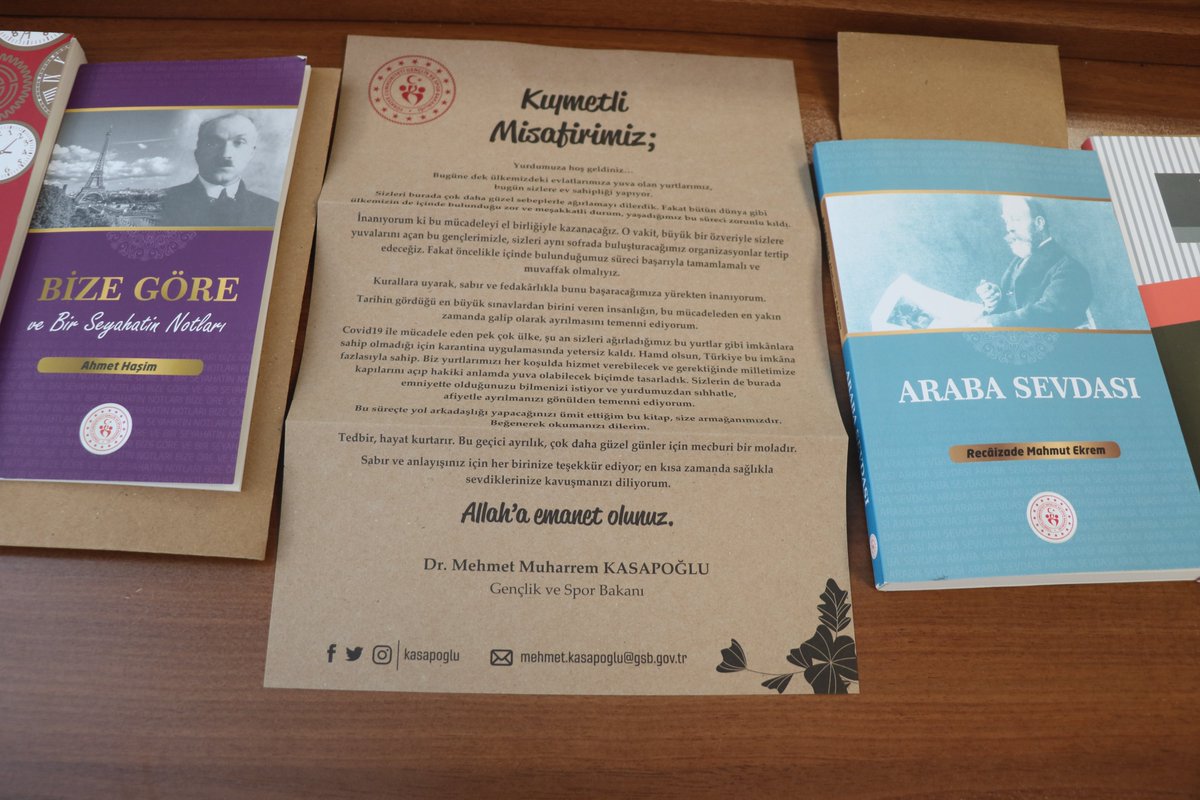 BİZE GÖRE
ve Bir Seyahatin Notları
Ahmet Haşim
Kıymetli
Misafirimiz;
Yurdumuza hoş geldiniz...
Bugüne dek ülkemizdeki evlatlarımıza yuva olan yurtlarımız,
bugün sizlere ev sahipliği yapıyor.
Sizleri burada çok daha güzel sebeplerle ağırlamayı dilerdik. Fakat bütün dünya gibi
ülkemizin de içinde bulunduğu zor ve meşakkatli durum, yaşadığımız bu süreci zorunlu kıldı.
İnanıyorum ki bu mücadeleyi el birliğiyle kazanacağız. O vakit, büyük bir özveriyle sizlere
yuvalarını açan bu gençlerimizle, sizleri aynı sofrada buluşturacağımız organizasyonlar tertip
edeceğiz. Fakat öncelikle içinde bulunduğumuz süreci başarıyla tamamlamalı ve
muvaffak olmalıyız.
Kurallara uyarak, sabır ve fedakârlıkla bunu başaracağımıza yürekten inanıyorum.
Tarihin gördüğü en büyük sınavlardan birini veren insanlığın, bu mücadeleden en yakın
zamanda galip olarak ayrılmasını temenni ediyorum.
Covid19 ile mücadele eden pek çok ülke, şu an sizleri ağırladığımız bu yurtlar gibi imkânlara
sahip olmadığı için karantina uygulamasında yetersiz kaldı. Hamd olsun, Türkiye bu imkâna
fazlasıyla sahip. Biz yurtlarımızı her koşulda hizmet verebilecek ve gerektiğinde milletimize
kapılarını açıp hakiki anlamda yuva olabilecek biçimde tasarladık. Sizlerin de burada
emniyette olduğunuzu bilmenizi istiyor ve yurdumuzdan sıhhatle,
afiyetle ayrılmanızı gönülden temenni ediyorum.
Bu süreçte yol arkadaşlığı yapacağınızı ümit ettiğim bu kitap, size armağanımızdır.
Beğenerek okumanızı dilerim.
Tedbir, hayat kurtarır. Bu geçici ayrılık, çok daha güzel günler için mecburi bir moladır.
Sabır ve anlayışınız için her birinize teşekkür ediyor; en kısa zamanda sağlıkla
sevdiklerinize kavuşmanızı diliyorum.
Allah'a emanet olunuz.
Dr. Mehmet Muharrem KASAPOĞLU
Gençlik ve Spor Bakanı
kasapoglu
mehmet.kasapoglu@gsb.gov.tr
ARABA SEVDASI
Recâizade Mahmut Ekrem
ARABA SEVDASI